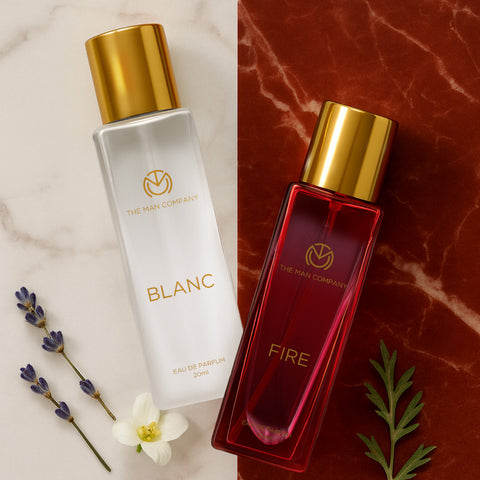 THE MAN COMPANY
BLANC
EAU DE PARFUM
20ml
THE MAN COMPANY
FIRE